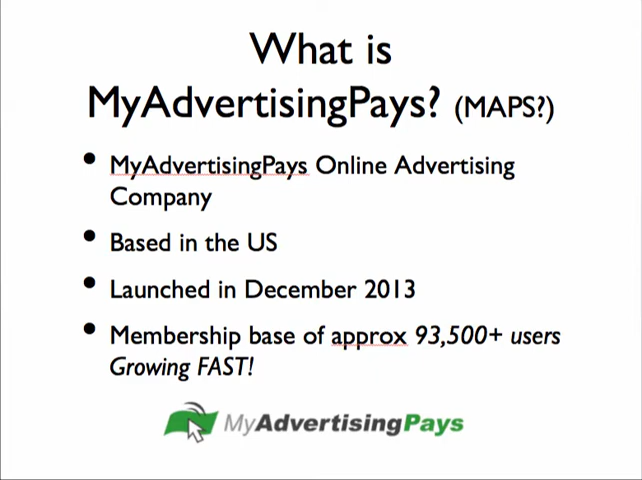 What is
MyAdvertisingPays? (MAPS?)
• MyAdvertisingPays Online Advertising
Company
• Based in the US
• Launched in December 2013
• Membership base of approx 93,500+ users
Growing FAST!
MyAdvertisingPays